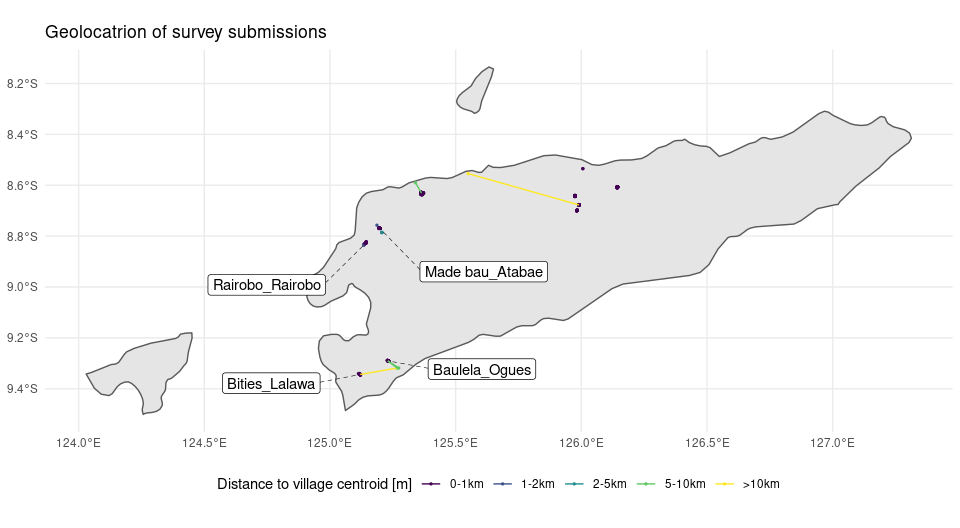 Geolocatrion of survey submissions
8.2°S
8.4°S
8.6°S
8.8°S
9.0°S
9.2°S
9.4°S
Made bau_Atabae
Rairobo_Rairobo
Baulela_Ogues
Bities_Lalawa
124.0°E 124.5°E 125.0°E 125.5°E 126.0°E 126.5°E 127.0°E
Distance to village centroid [m] 0-1km 1-2km 2-5km 5-10km >10km